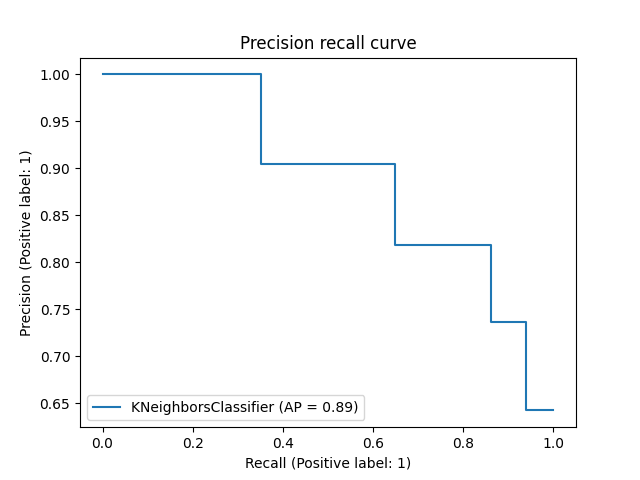 Precision recall curve
1.00
0.95
0.90
0.85
0.80
0.75
0.70
0.65
Precision (Positive label: 1)
KNeighborsClassifier (AP = 0.89)
0.0 0.2 0.4 0.6 0.8 1.0
Recall (Positive label: 1)